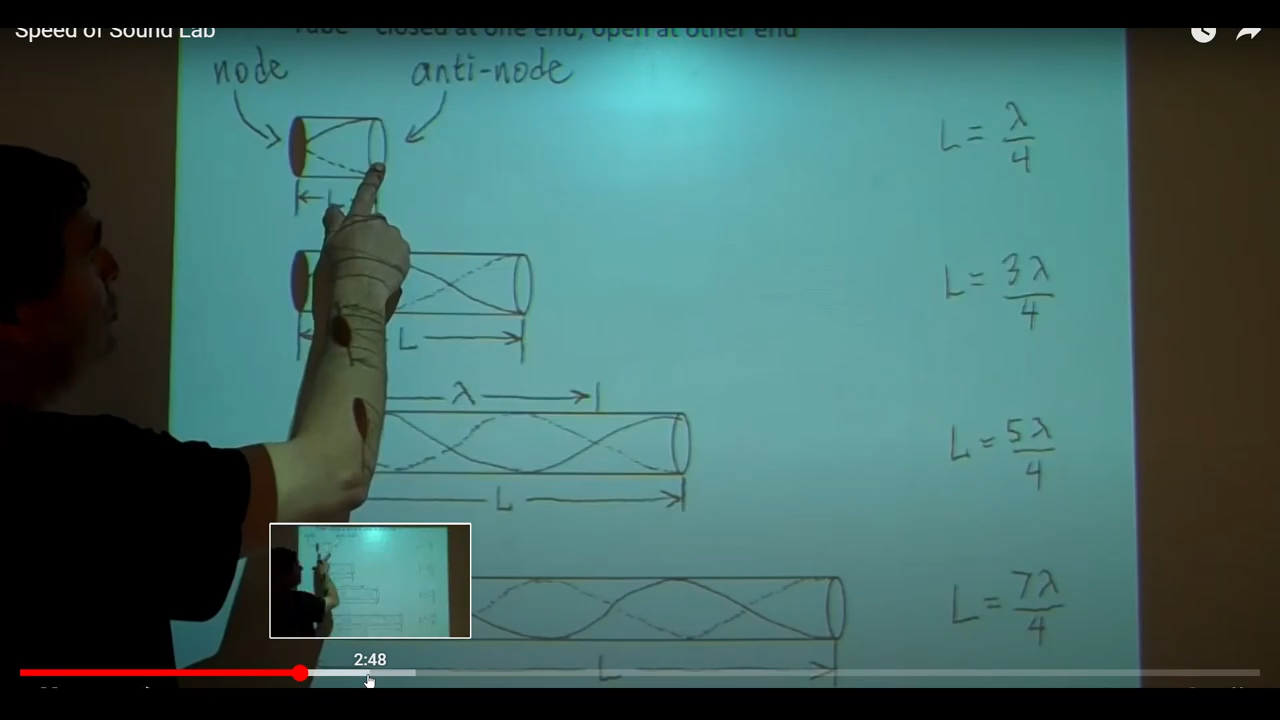 Speed of Sound Lab
Tube - closed at one end, open at other end
node
anti-node
L = λ/4
L
L = 3λ/4
L
λ
L = 5λ/4
L
L = 7λ/4
2:48
L